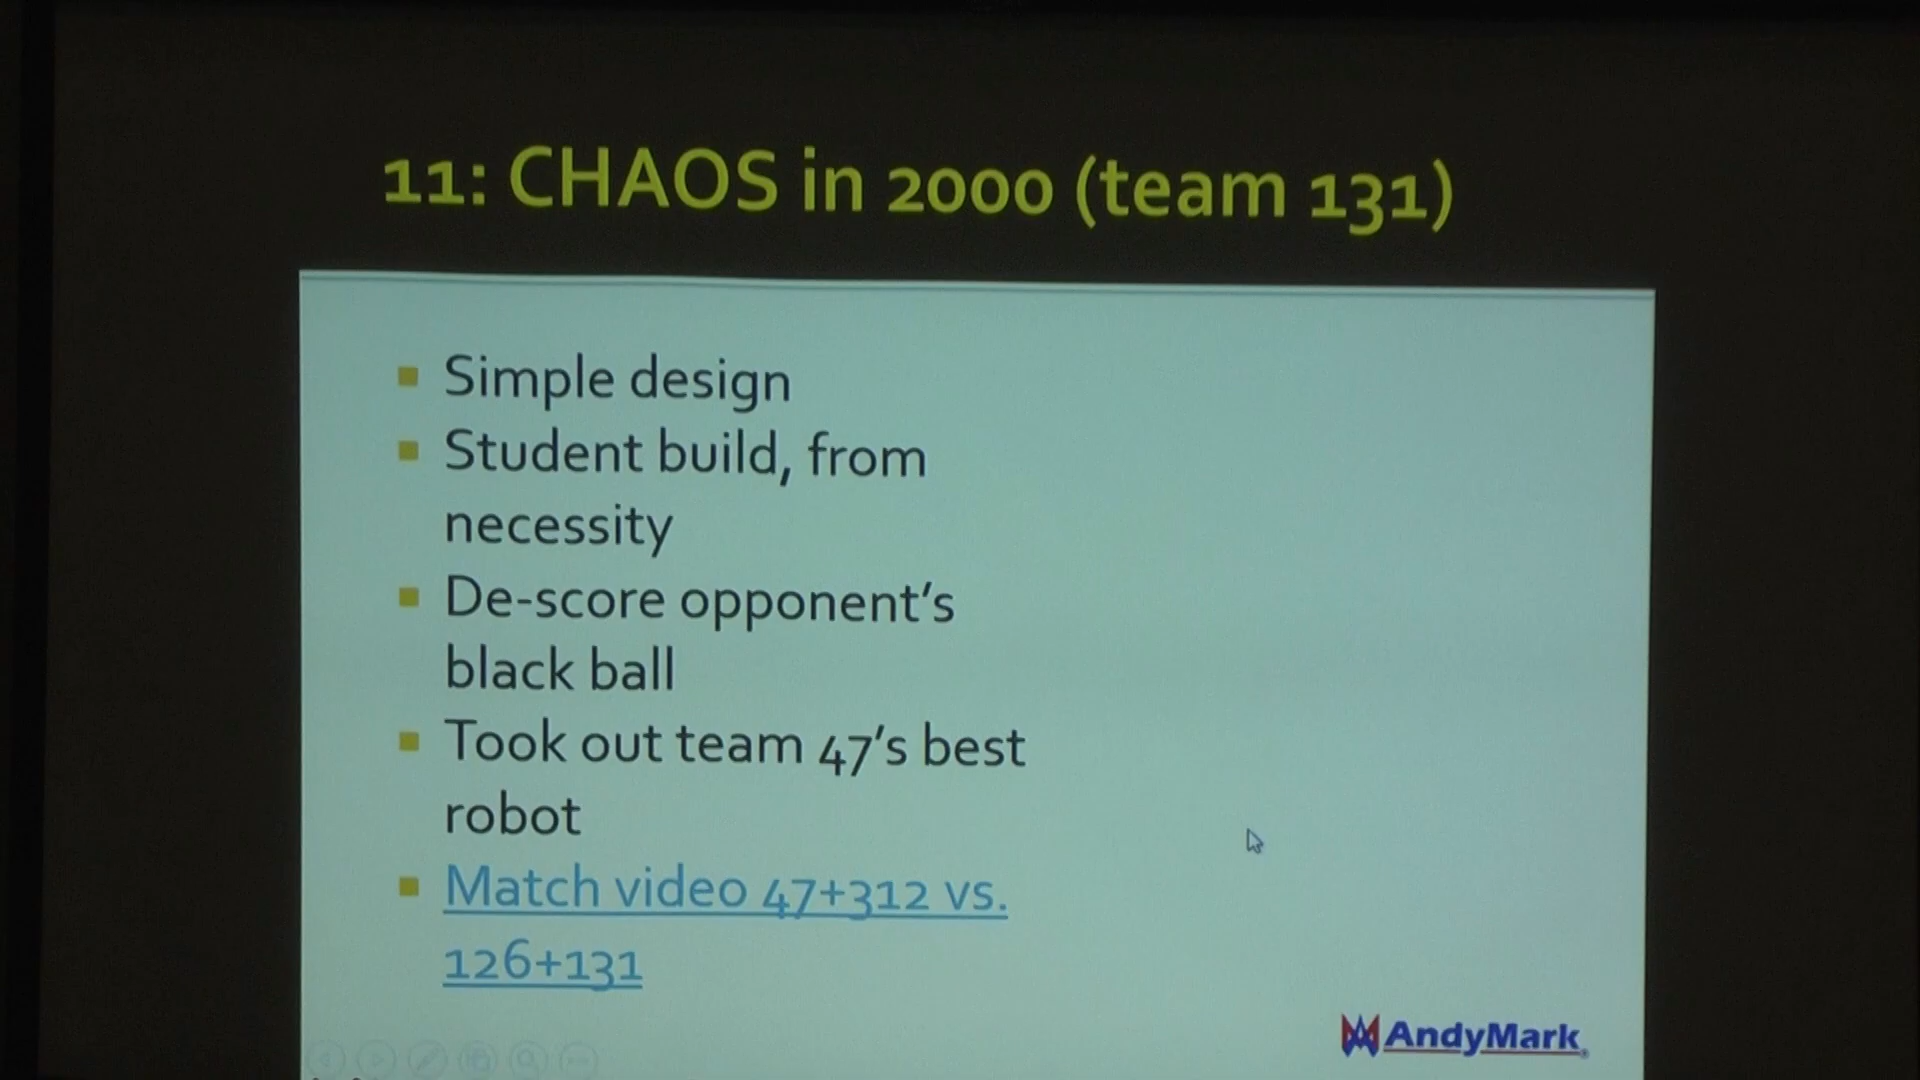 11: CHAOS in 2000 (team 131)
Simple design
Student build, from
necessity
De-score opponent's
black ball
Took out team 47's best
robot
Match video 47+312 vs.
126+131
AndyMark